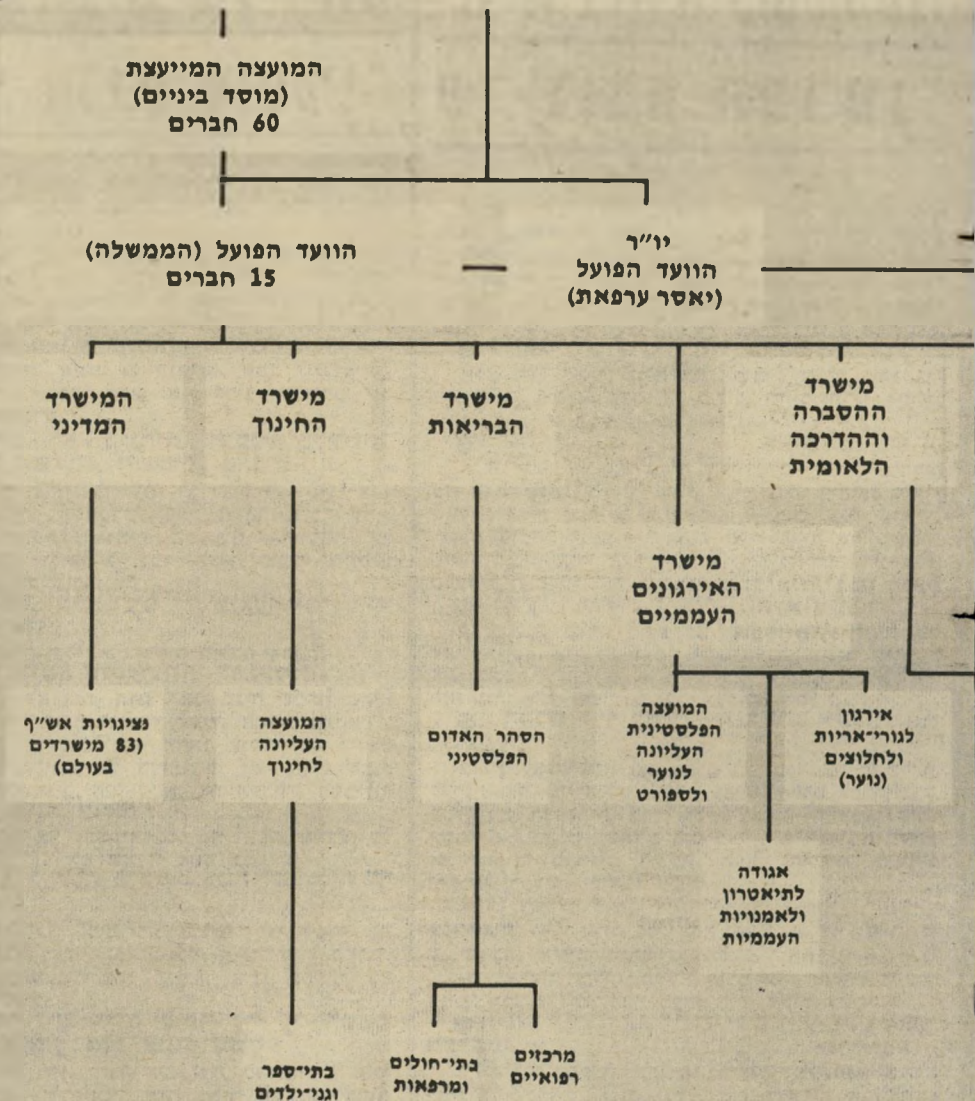 המועצה המייעצת
(מוסד ביניים)
60 חברים
יו"ר
הוועד הפועל
(יאסר ערפאת)
הוועד הפועל (הממשלה)
15 חברים
מישרד
ההסברה
וההדרכה
הלאומית
מישרד
הבריאות
מישרד
החינוך
המישרד
המדיני
מישרד
האירגונים
העממיים
אירגון
לגורי־אריות
ולחלוצים
(נוער)
המועצה
הפלסטינית
העליונה
לנוער
ולספורט
הסהר האדום
הפלסטיני
המועצה
העליונה
לחינוך
נציגויות אש"ף
(83 מישרדים
בעולם)
אגודה
לתיאטרון
ולאמנויות
העממיות
מרכזים
רפואיים
בתי־חולים
ומרפאות
בתי־ספר
וגני־ילדים